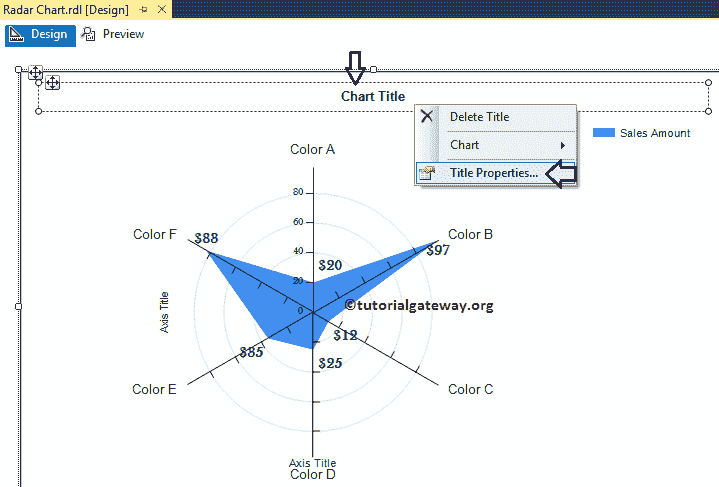 Radar Chart.rdl [Design]
Design
Preview
Chart Title
Delete Title
Chart
Title Properties...
Sales Amount
Color A
80
60
40
20
0
Color F
$88
Color B
$97
$20
©tutorialgateway.org
Axis Title
$12
$85
$25
Color E
Color C
Axis Title
Color D